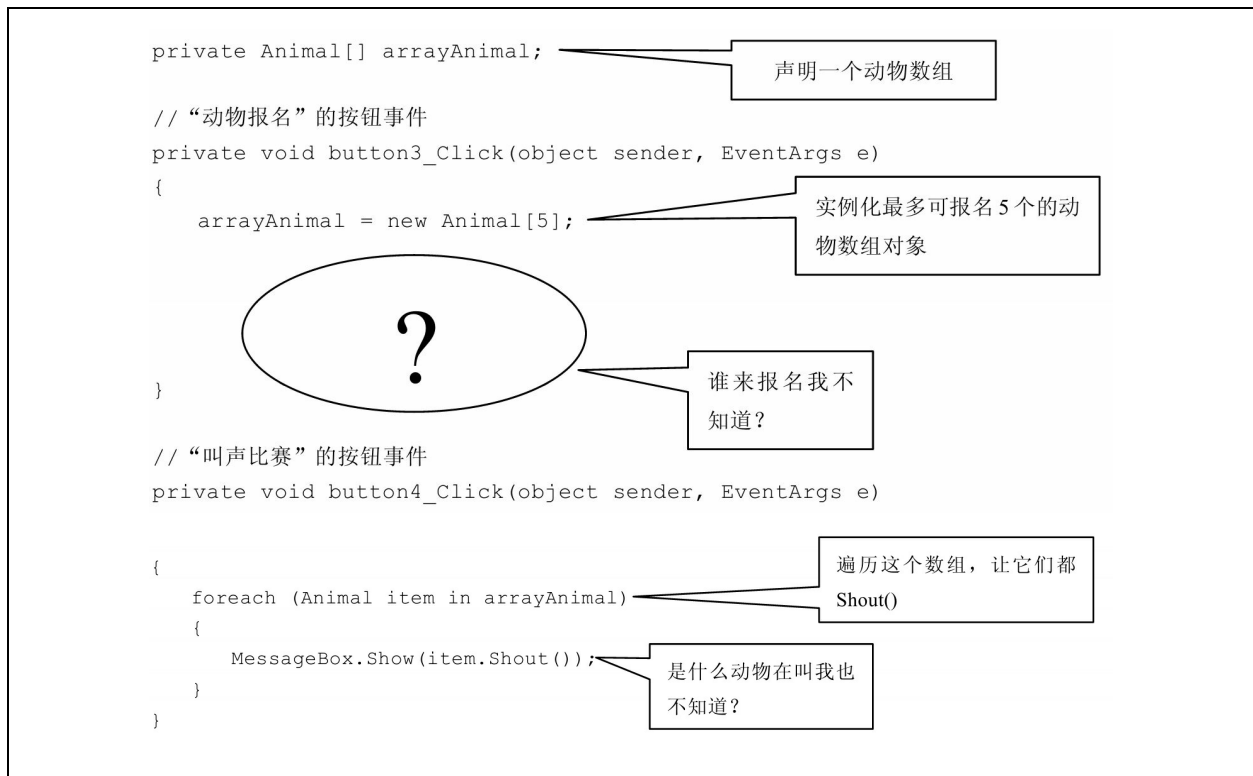 private Animal[] arrayAnimal;
声明一个动物数组
//“动物报名”的按钮事件
private void button3_Click(object sender, EventArgs e)
{
arrayAnimal = new Animal[5];
实例化最多可报名 5 个的动
物数组对象
?
谁来报名我不
知道？
}
//“叫声比赛”的按钮事件
private void button4_Click(object sender, EventArgs e)
{
foreach (Animal item in arrayAnimal)
遍历这个数组，让它们都
Shout()
{
MessageBox.Show(item.Shout());
是什么动物在叫我也
不知道？
}
}